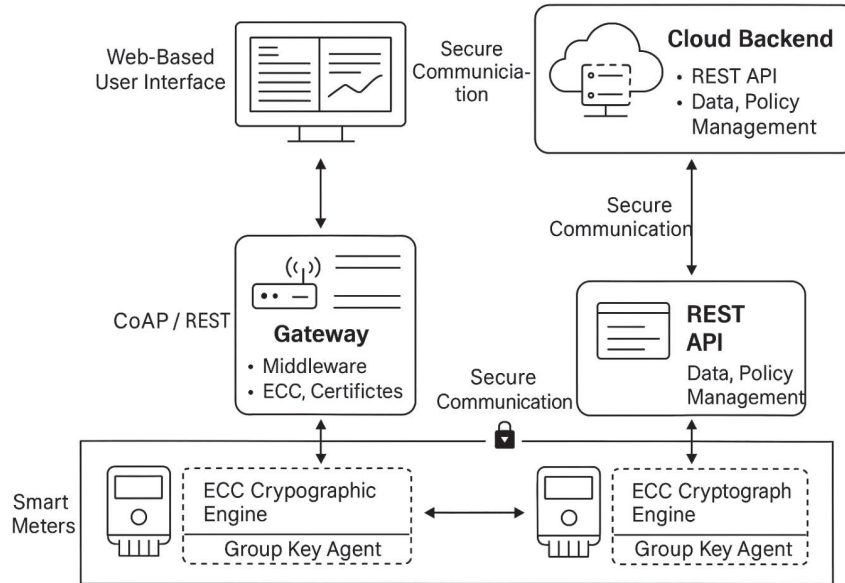 Web-Based
User Interface
Secure
Communicia-
tion
Cloud Backend
• REST API
• Data, Policy
Management
Secure
Communication
CoAP / REST
Gateway
• Middleware
• ECC, Certifictes
REST
API
Data, Policy
Management
Secure
Communication
Smart
Meters
ECC Crypographic
Engine
Group Key Agent
ECC Cryptograph
Engine
Group Key Agent